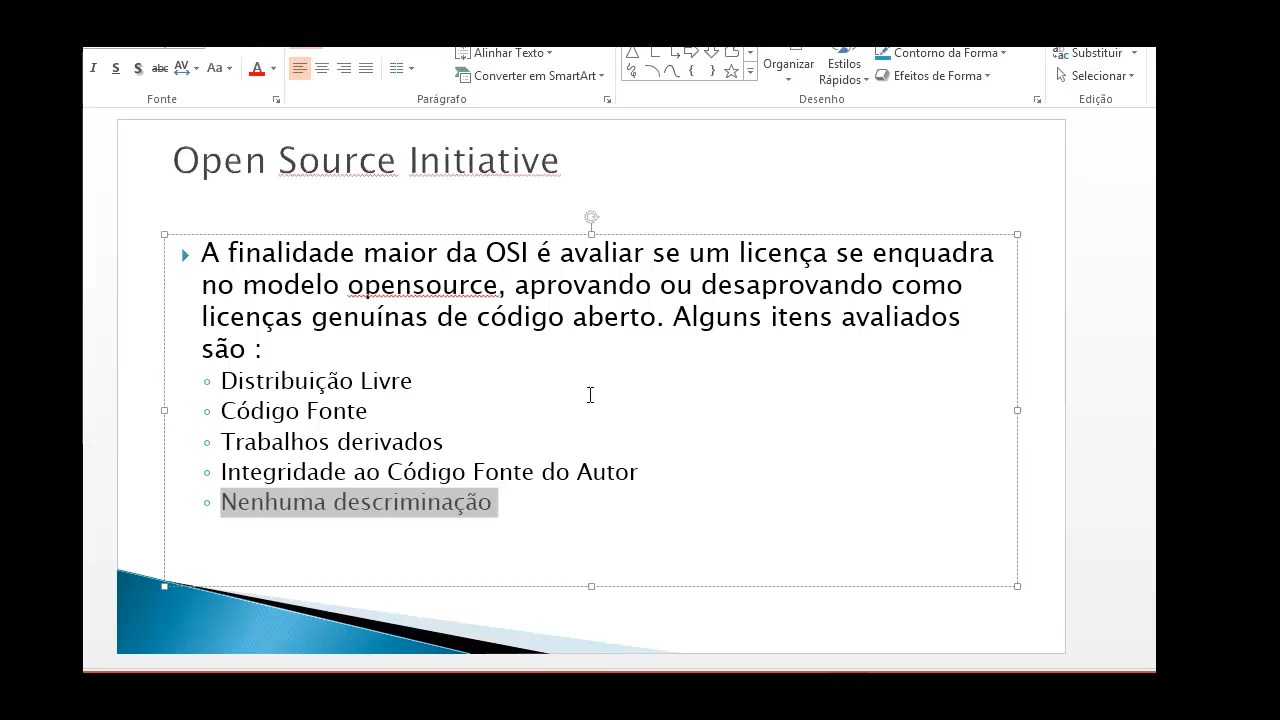 Alinhar Texto
Contorno da Forma
Substituir
I S S abc AV Aa A
Converter em SmartArt
Organizar
Estilos
Rápidos
Efeitos de Forma
Selecionar
Fonte
Parágrafo
Desenho
Edição
Open Source Initiative
A finalidade maior da OSI é avaliar se um licença se enquadra
no modelo opensource, aprovando ou desaprovando como
licenças genuínas de código aberto. Alguns itens avaliados
são :
Distribuição Livre
Código Fonte
Trabalhos derivados
Integridade ao Código Fonte do Autor
Nenhuma descriminação